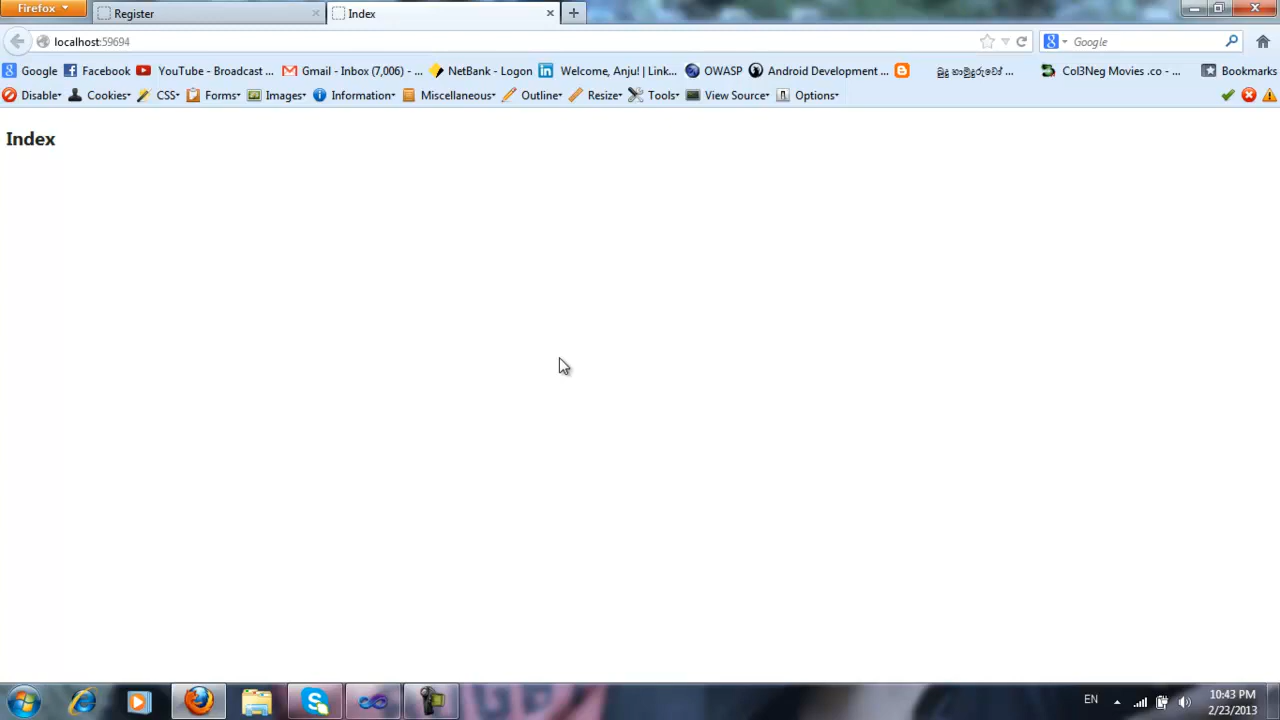 Firefox
Register
Index
localhost:59694
Google
Google
Facebook
YouTube - Broadcast ...
Gmail - Inbox (7,006) - ...
NetBank - Logon
Welcome, Anju! | Link...
OWASP
Android Development ...
බුදු හාමුදුරුවෝ ...
Col3Neg Movies .co - ...
Bookmarks
Disable
Cookies
CSS
Forms
Images
Information
Miscellaneous
Outline
Resize
Tools
View Source
Options
Index
EN
10:43 PM
2/23/2013